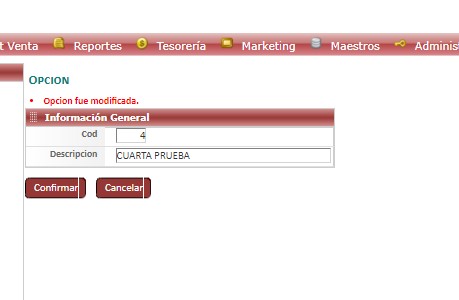 t Venta Reportes Tesorería Marketing Maestros Adminis
OPCION
• Opcion fue modificada.
Información General
Cod 4
Descripcion CUARTA PRUEBA
Confirmar Cancelar